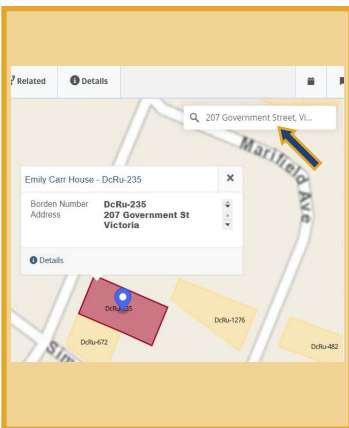 Related
Details
207 Government Street, Vi...
Marifield Ave
Emily Carr House - DcRu-235
Borden Number DcRu-235
Address 207 Government St
Victoria
Details
DcRu-235
DcRu-1276
DcRu-672
DcRu-482
Sim